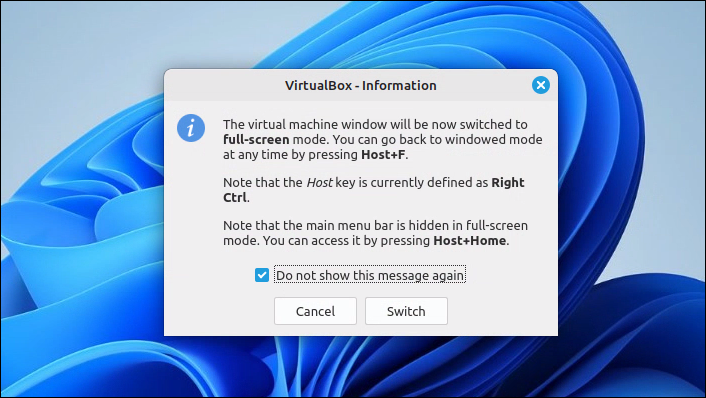 VirtualBox - Information
The virtual machine window will be now switched to
full-screen mode. You can go back to windowed mode
at any time by pressing Host+F.
Note that the Host key is currently defined as Right
Ctrl.
Note that the main menu bar is hidden in full-screen
mode. You can access it by pressing Host+Home.
Do not show this message again
Cancel
Switch